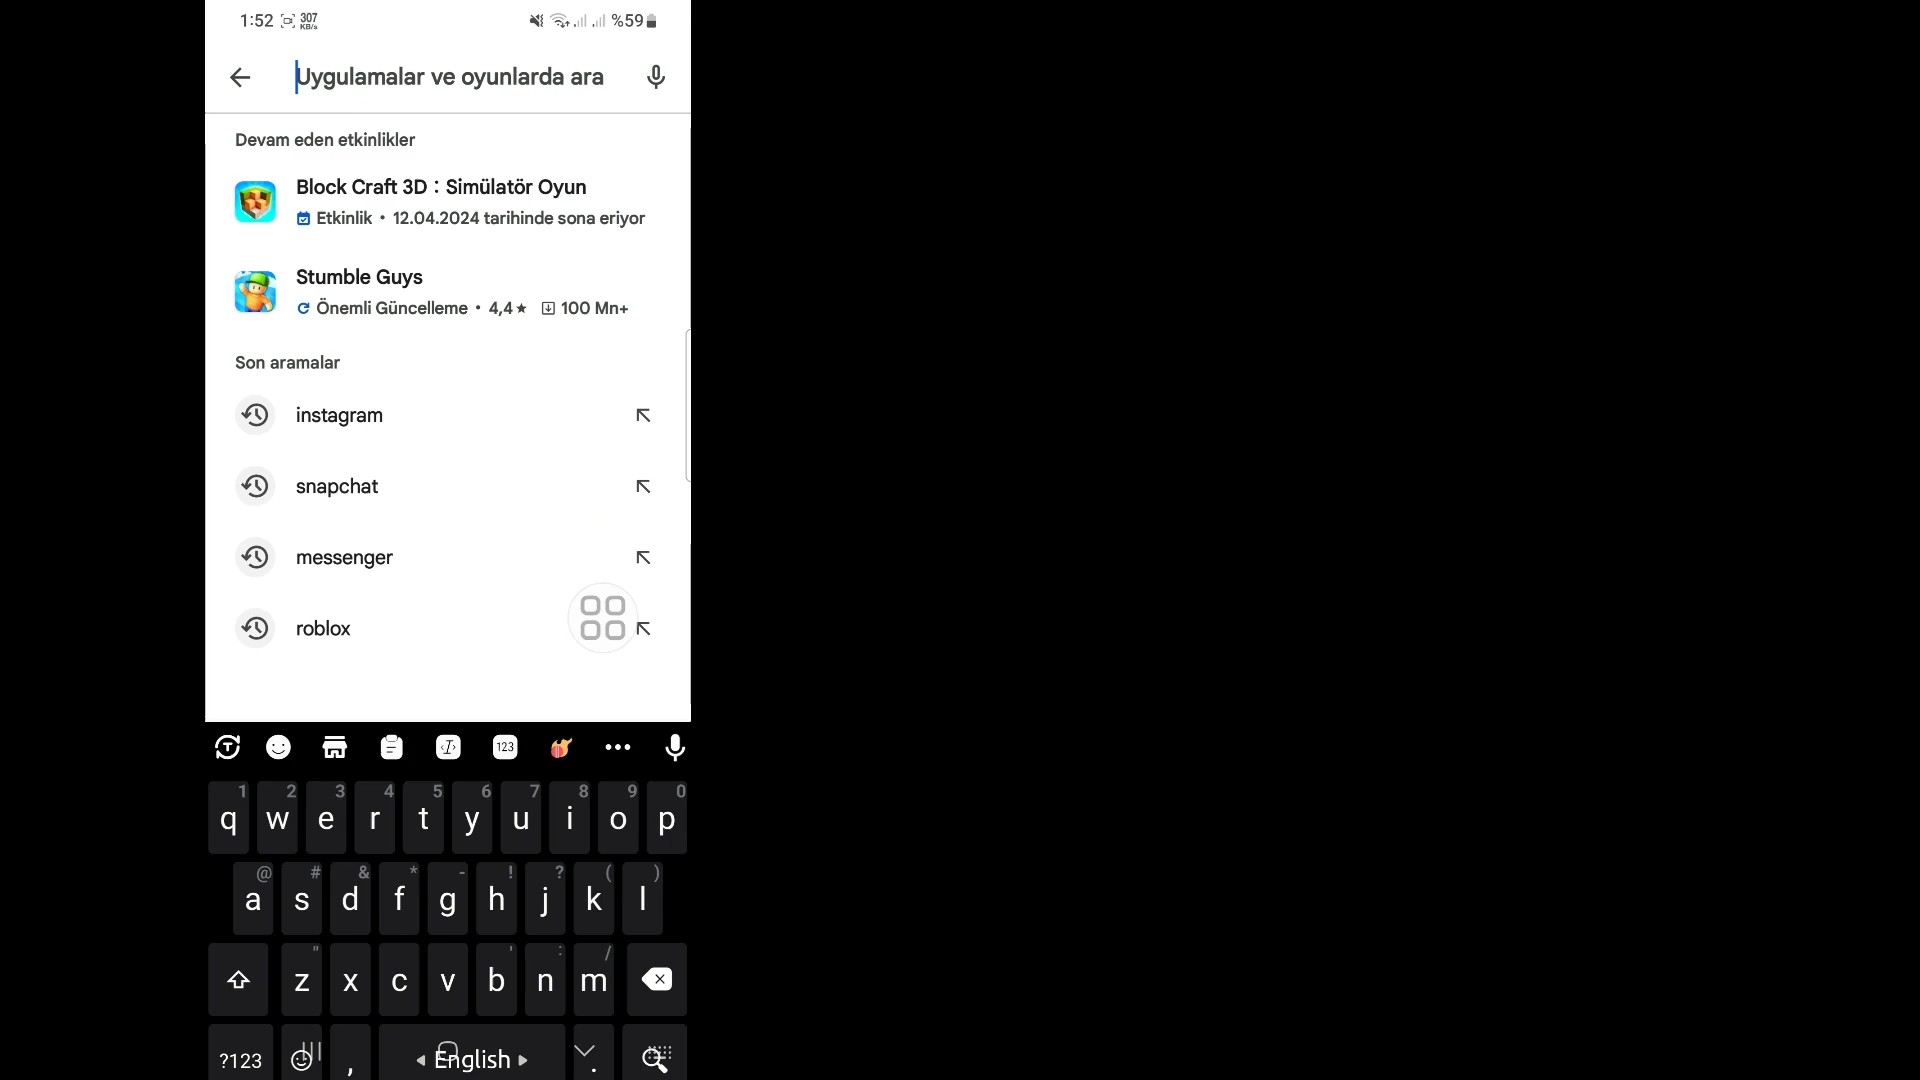 1:52 307 KB/s %59
Uygulamalar ve oyunlarda ara
Devam eden etkinlikler
Block Craft 3D : Simülatör Oyun
Etkinlik • 12.04.2024 tarihinde sona eriyor
Stumble Guys
Önemli Güncelleme • 4,4★ 100 Mn+
Son aramalar
instagram
snapchat
messenger
roblox
123
1 2 3 4 5 6 7 8 9 0
q w e r t y u i o p
@ # & * - ! ? ( )
a s d f g h j k l
" ' : /
z x c v b n m
?123 , English .